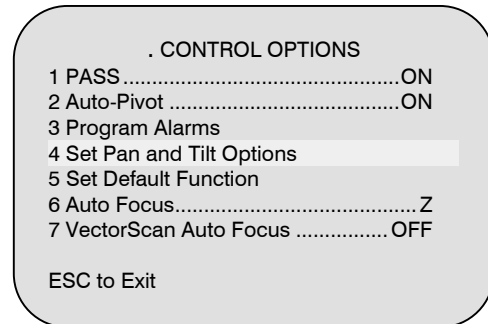 . CONTROL OPTIONS
1 PASS..............................................ON
2 Auto-Pivot ......................................ON
3 Program Alarms
4 Set Pan and Tilt Options
5 Set Default Function
6 Auto Focus........................................ Z
7 VectorScan Auto Focus ................ OFF
ESC to Exit